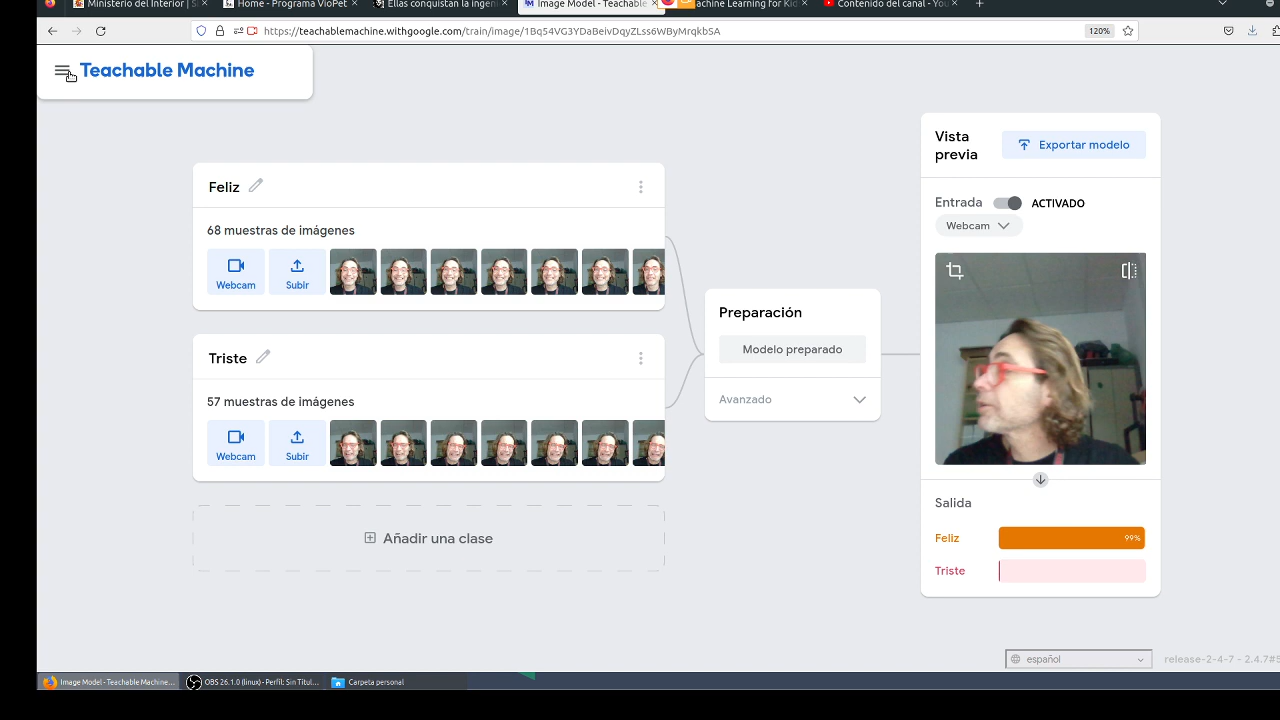 Ministerio del Interior | S
Home - Programa VioPet
Ellas conquistan la ingeni
Image Model - Teachable
achine Learning for Kid
Contenido del canal - You
https://teachablemachine.withgoogle.com/train/image/1Bq54VG3YDaBeivDqyZLss6WByMrqkbSA
120%
Teachable Machine
Vista previa
Exportar modelo
Feliz
68 muestras de imágenes
Webcam
Subir
Entrada
ACTIVADO
Webcam
Triste
57 muestras de imágenes
Webcam
Subir
Preparación
Modelo preparado
Avanzado
Añadir una clase
Salida
Feliz
99%
Triste
español
release-2-4-7 - 2.4.7#5
Image Model - Teachable Machine...
OBS 26.1.0 (linux) - Perfil: Sin Títul...
Carpeta personal